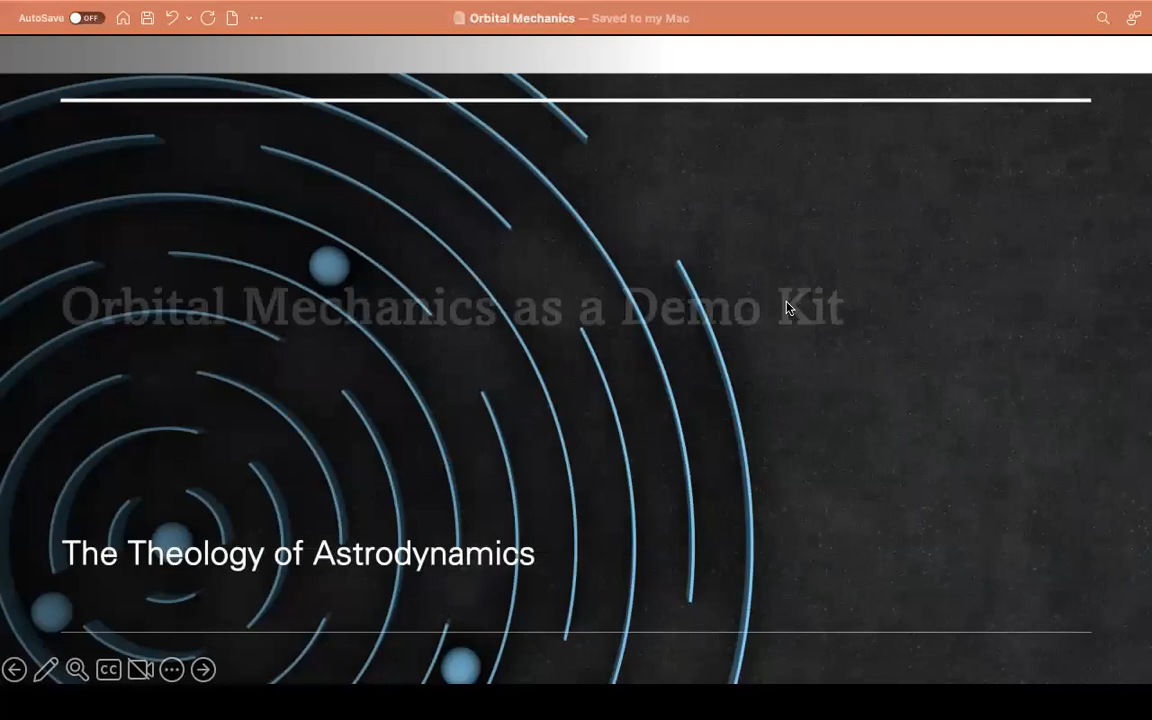 AutoSave OFF
Orbital Mechanics — Saved to my Mac
Orbital Mechanics as a Demo Kit
The Theology of Astrodynamics
CC